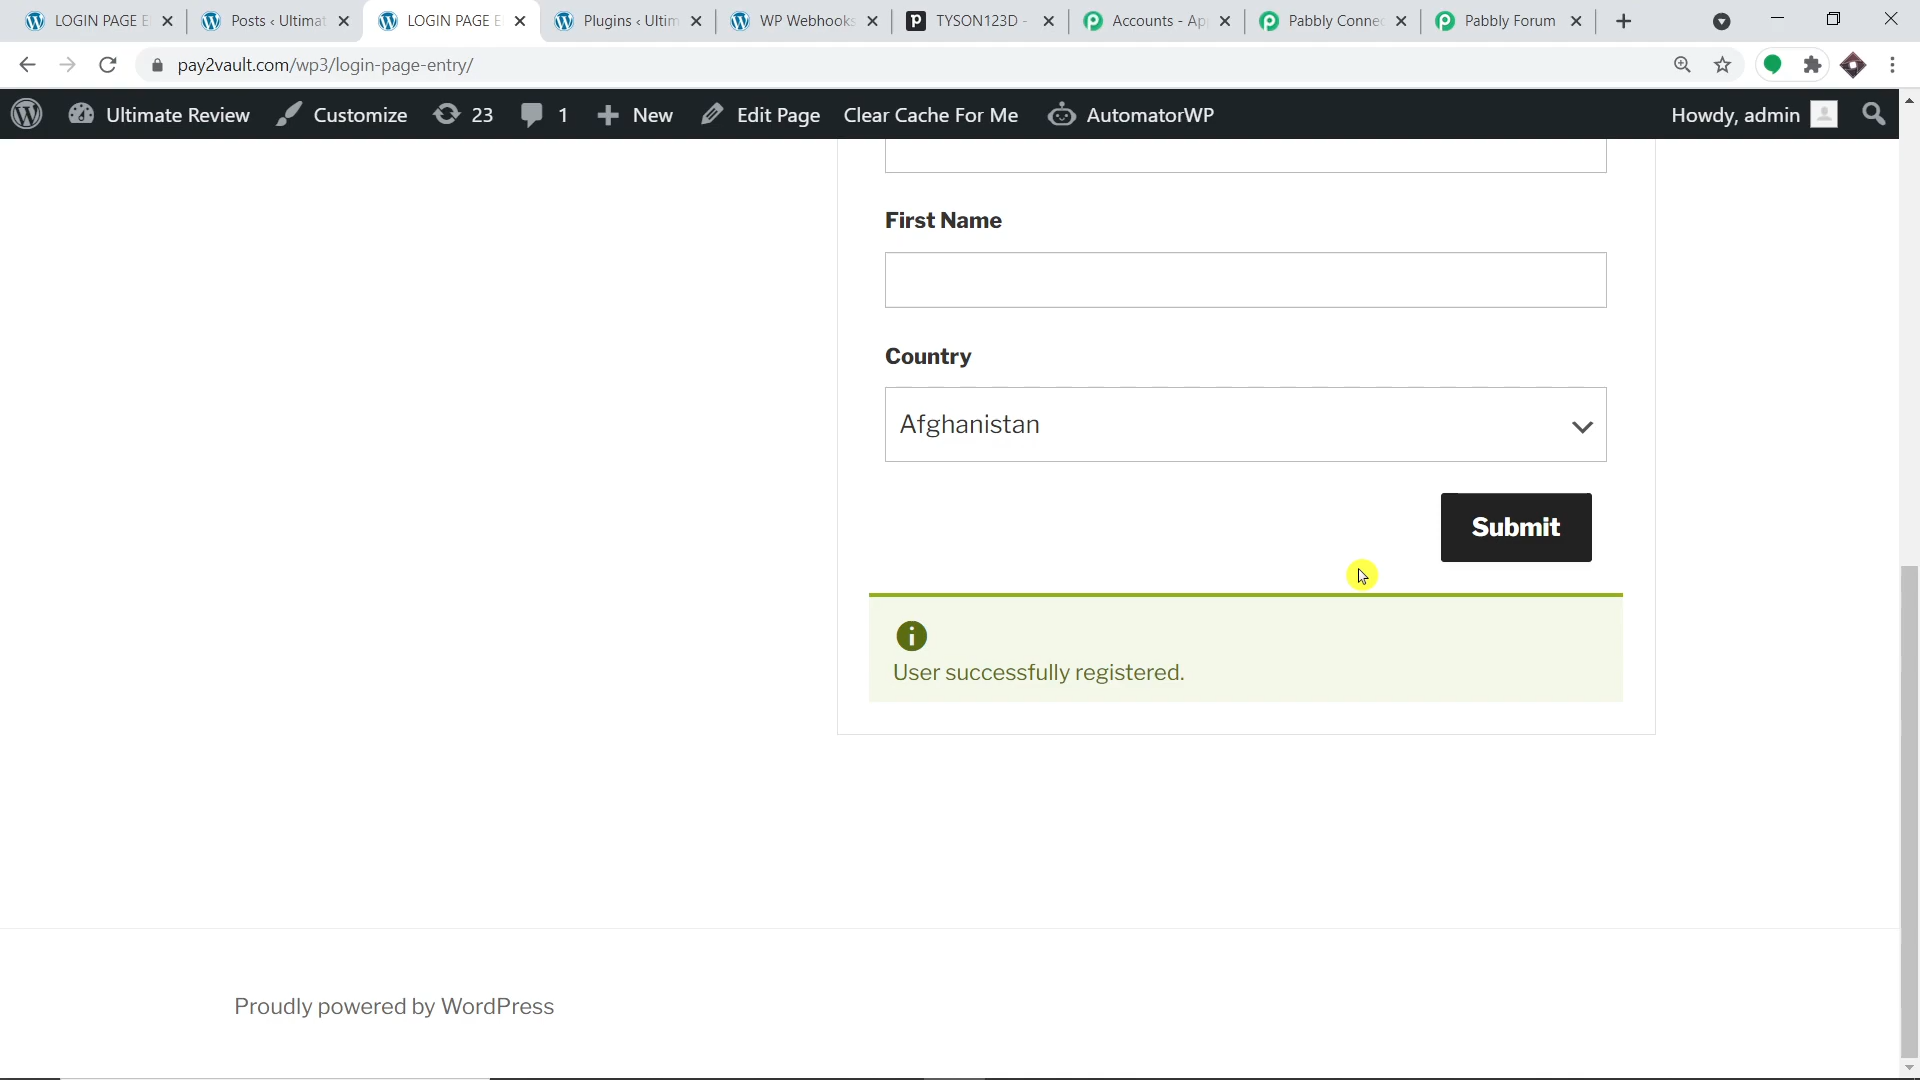 LOGIN PAGE E
Posts ‹ Ultimat
LOGIN PAGE E
Plugins ‹ Ultim
WP Webhooks
TYSON123D -
Accounts - Ap
Pabbly Connec
Pabbly Forum
pay2vault.com/wp3/login-page-entry/
Ultimate Review
Customize
23
1
New
Edit Page
Clear Cache For Me
AutomatorWP
Howdy, admin
First Name
Country
Afghanistan
Submit
User successfully registered.
Proudly powered by WordPress